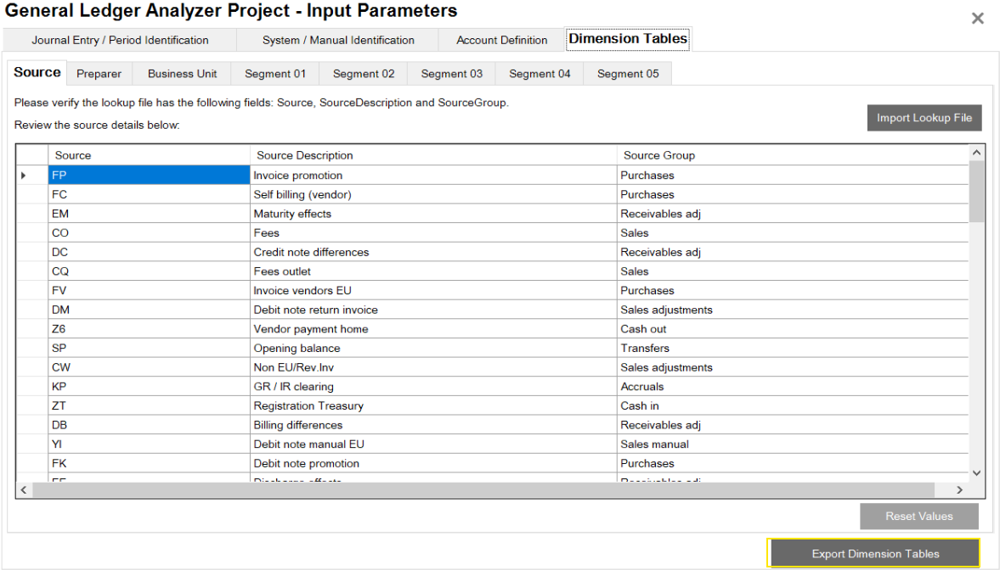 General Ledger Analyzer Project - Input Parameters
Journal Entry / Period Identification System / Manual Identification Account Definition Dimension Tables
Source Preparer Business Unit Segment 01 Segment 02 Segment 03 Segment 04 Segment 05
Please verify the lookup file has the following fields: Source, SourceDescription and SourceGroup.
Import Lookup File
Review the source details below:
Source Source Description Source Group
FP Invoice promotion Purchases
FC Self billing (vendor) Purchases
EM Maturity effects Receivables adj
CO Fees Sales
DC Credit note differences Receivables adj
CQ Fees outlet Sales
FV Invoice vendors EU Purchases
DM Debit note return invoice Sales adjustments
Z6 Vendor payment home Cash out
SP Opening balance Transfers
CW Non EU/Rev.Inv Sales adjustments
KP GR / IR clearing Accruals
ZT Registration Treasury Cash in
DB Billing differences Receivables adj
YI Debit note manual EU Sales manual
FK Debit note promotion Purchases
Discharge effects Receivables adj
Reset Values
Export Dimension Tables